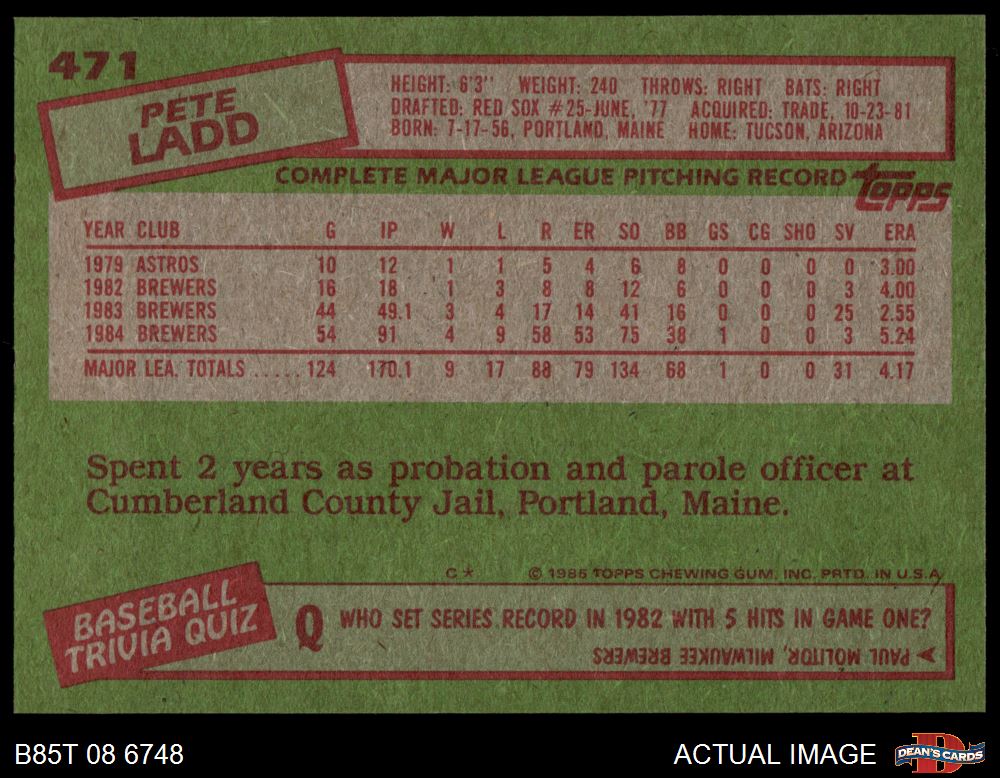 471
PETE
LADD
HEIGHT: 6'3" WEIGHT: 240 THROWS: RIGHT BATS: RIGHT
DRAFTED: RED SOX #25-JUNE, '77 ACQUIRED: TRADE, 10-23-81
BORN: 7-17-56, PORTLAND, MAINE HOME: TUCSON, ARIZONA
COMPLETE MAJOR LEAGUE PITCHING RECORD topps
YEAR CLUB G IP W L R ER SO BB GS CG SHO SV ERA
1979 ASTROS 10 12 1 1 5 4 6 8 0 0 0 0 3.00
1982 BREWERS 16 18 1 3 8 8 12 6 0 0 0 3 4.00
1983 BREWERS 44 49.1 3 4 17 14 41 16 0 0 0 25 2.55
1984 BREWERS 54 91 4 9 58 53 75 38 1 0 0 3 5.24
MAJOR LEA. TOTALS ..... 124 170.1 9 17 88 79 134 68 1 0 0 31 4.17
Spent 2 years as probation and parole officer at
Cumberland County Jail, Portland, Maine.
C* © 1985 TOPPS CHEWING GUM, INC. PRTD. IN U.S.A.
BASEBALL
TRIVIA QUIZ
Q WHO SET SERIES RECORD IN 1982 WITH 5 HITS IN GAME ONE?
PAUL MOLITOR, MILWAUKEE BREWERS
B85T 08 6748 ACTUAL IMAGE D DEAN'S CARDS